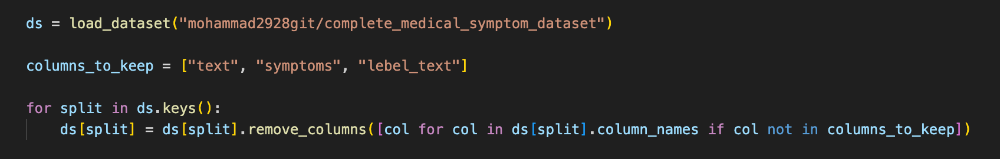 ds = load_dataset("mohammad2928git/complete_medical_symptom_dataset")
columns_to_keep = ["text", "symptoms", "lebel_text"]
for split in ds.keys():
    ds[split] = ds[split].remove_columns([col for col in ds[split].column_names if col not in columns_to_keep])